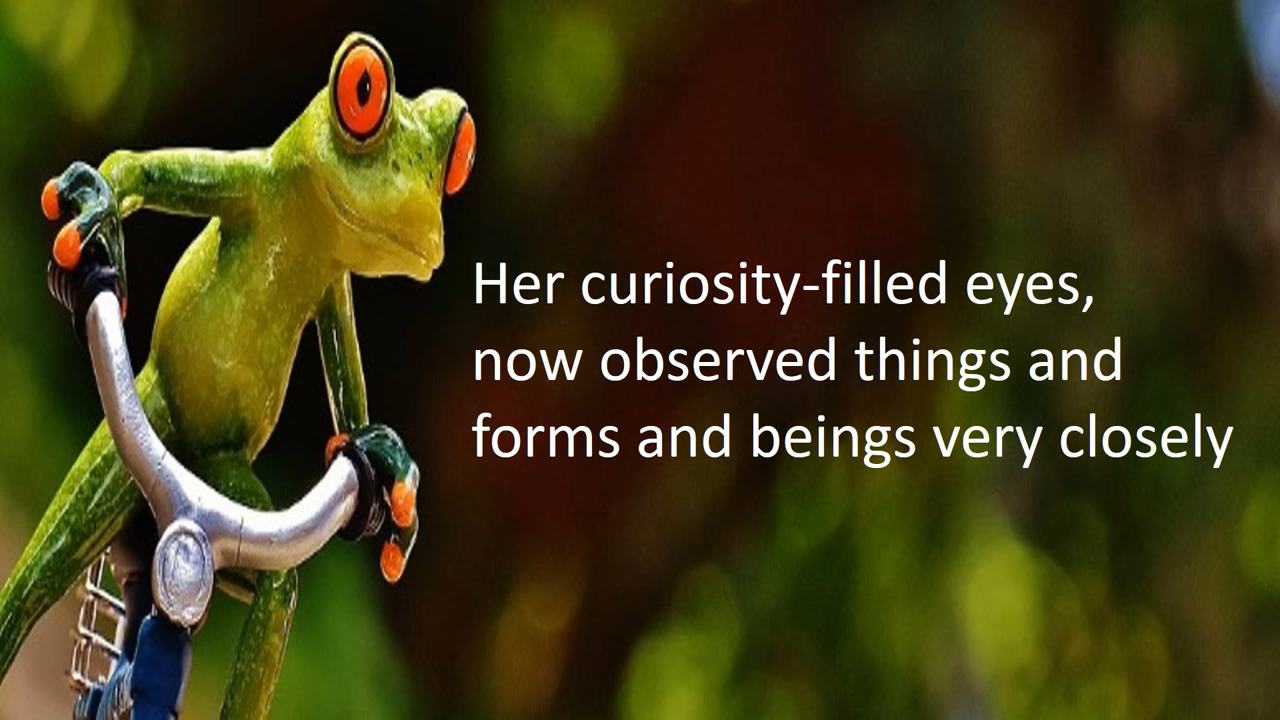 Her curiosity-filled eyes,
now observed things and
forms and beings very closely